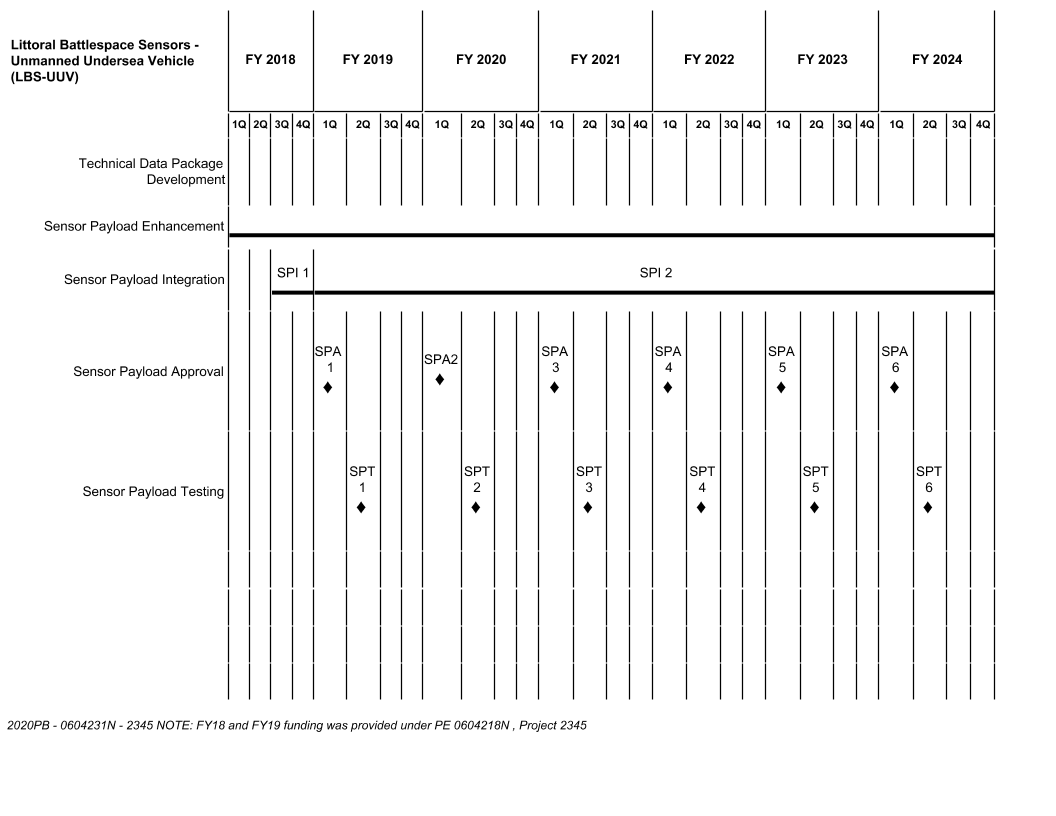 Littoral Battlespace Sensors -
Unmanned Undersea Vehicle
(LBS-UUV)
FY 2018 FY 2019 FY 2020 FY 2021 FY 2022 FY 2023 FY 2024
1Q 2Q 3Q 4Q 1Q 2Q 3Q 4Q 1Q 2Q 3Q 4Q 1Q 2Q 3Q 4Q 1Q 2Q 3Q 4Q 1Q 2Q 3Q 4Q 1Q 2Q 3Q 4Q
Technical Data Package
Development
Sensor Payload Enhancement
Sensor Payload Integration
SPI 1 SPI 2
Sensor Payload Approval
SPA
1
SPA2
SPA
3
SPA
4
SPA
5
SPA
6
Sensor Payload Testing
SPT
1
SPT
2
SPT
3
SPT
4
SPT
5
SPT
6
2020PB - 0604231N - 2345 NOTE: FY18 and FY19 funding was provided under PE 0604218N , Project 2345